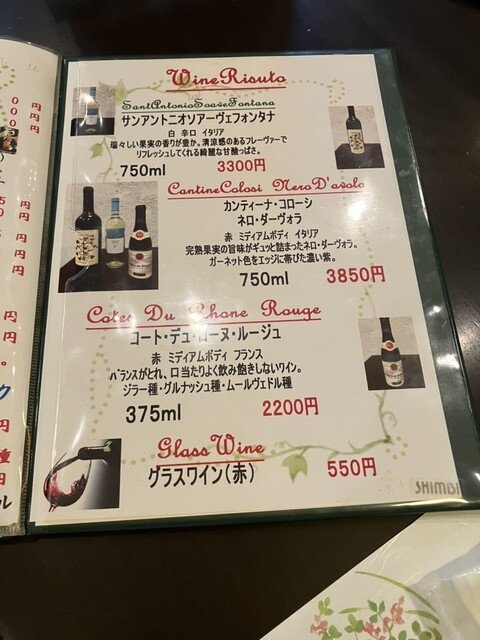 WineRisuto
SantAntonioSoaveFontana
サンアントニオソアーヴェフォンタナ
白 辛口 イタリア
瑞々しい果実の香りが豊か。清涼感のあるフレーヴァーで
リフレッシュしてくれる綺麗な甘酸っぱさ。
750ml 3300円
CantineColosi NeroD'avola
カンティーナ・コローシ
ネロ・ダーヴォラ
赤 ミディアムボディ イタリア
完熟果実の旨味がギュッと詰まったネロ・ダーヴォラ。
ガーネット色をエッジに帯びた濃い紫。
750ml 3850円
Cotes Du Rhone Rouge
コート・デュ・ローヌ・ルージュ
赤 ミディアムボディ フランス
バランスがとれ、口当たりよく飲み飽きしないワイン。
シラー種・グルナッシュ種・ムールヴェドル種
375ml 2200円
GlassWine
グラスワイン(赤) 550円
SHIMBI